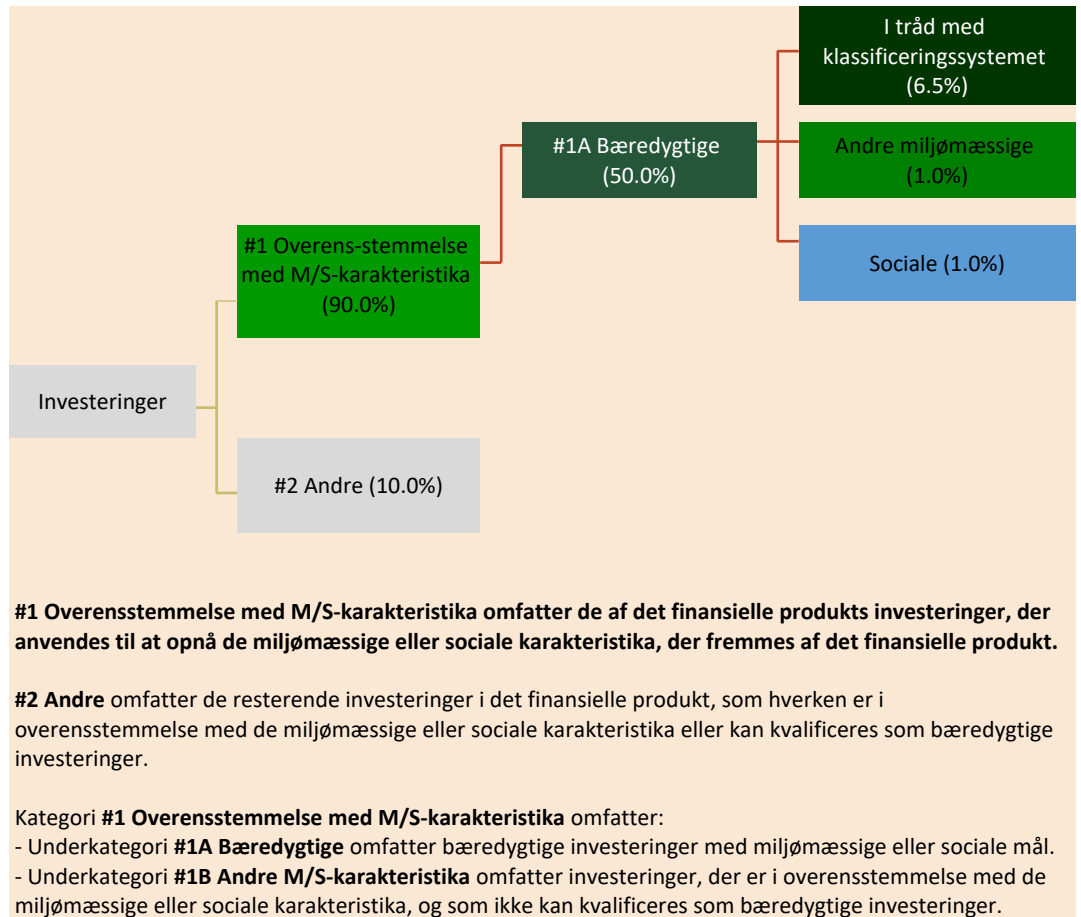 I tråd med
klassificeringssystemet
(6.5%)
#1A Bæredygtige
(50.0%)
Andre miljømæssige
(1.0%)
#1 Overens-stemmelse
med M/S-karakteristika
(90.0%)
Sociale (1.0%)
Investeringer
#2 Andre (10.0%)
#1 Overensstemmelse med M/S-karakteristika omfatter de af det finansielle produkts investeringer, der
anvendes til at opnå de miljømæssige eller sociale karakteristika, der fremmes af det finansielle produkt.
#2 Andre omfatter de resterende investeringer i det finansielle produkt, som hverken er i
overensstemmelse med de miljømæssige eller sociale karakteristika eller kan kvalificeres som bæredygtige
investeringer.
Kategori #1 Overensstemmelse med M/S-karakteristika omfatter:
- Underkategori #1A Bæredygtige omfatter bæredygtige investeringer med miljømæssige eller sociale mål.
- Underkategori #1B Andre M/S-karakteristika omfatter investeringer, der er i overensstemmelse med de
miljømæssige eller sociale karakteristika, og som ikke kan kvalificeres som bæredygtige investeringer.